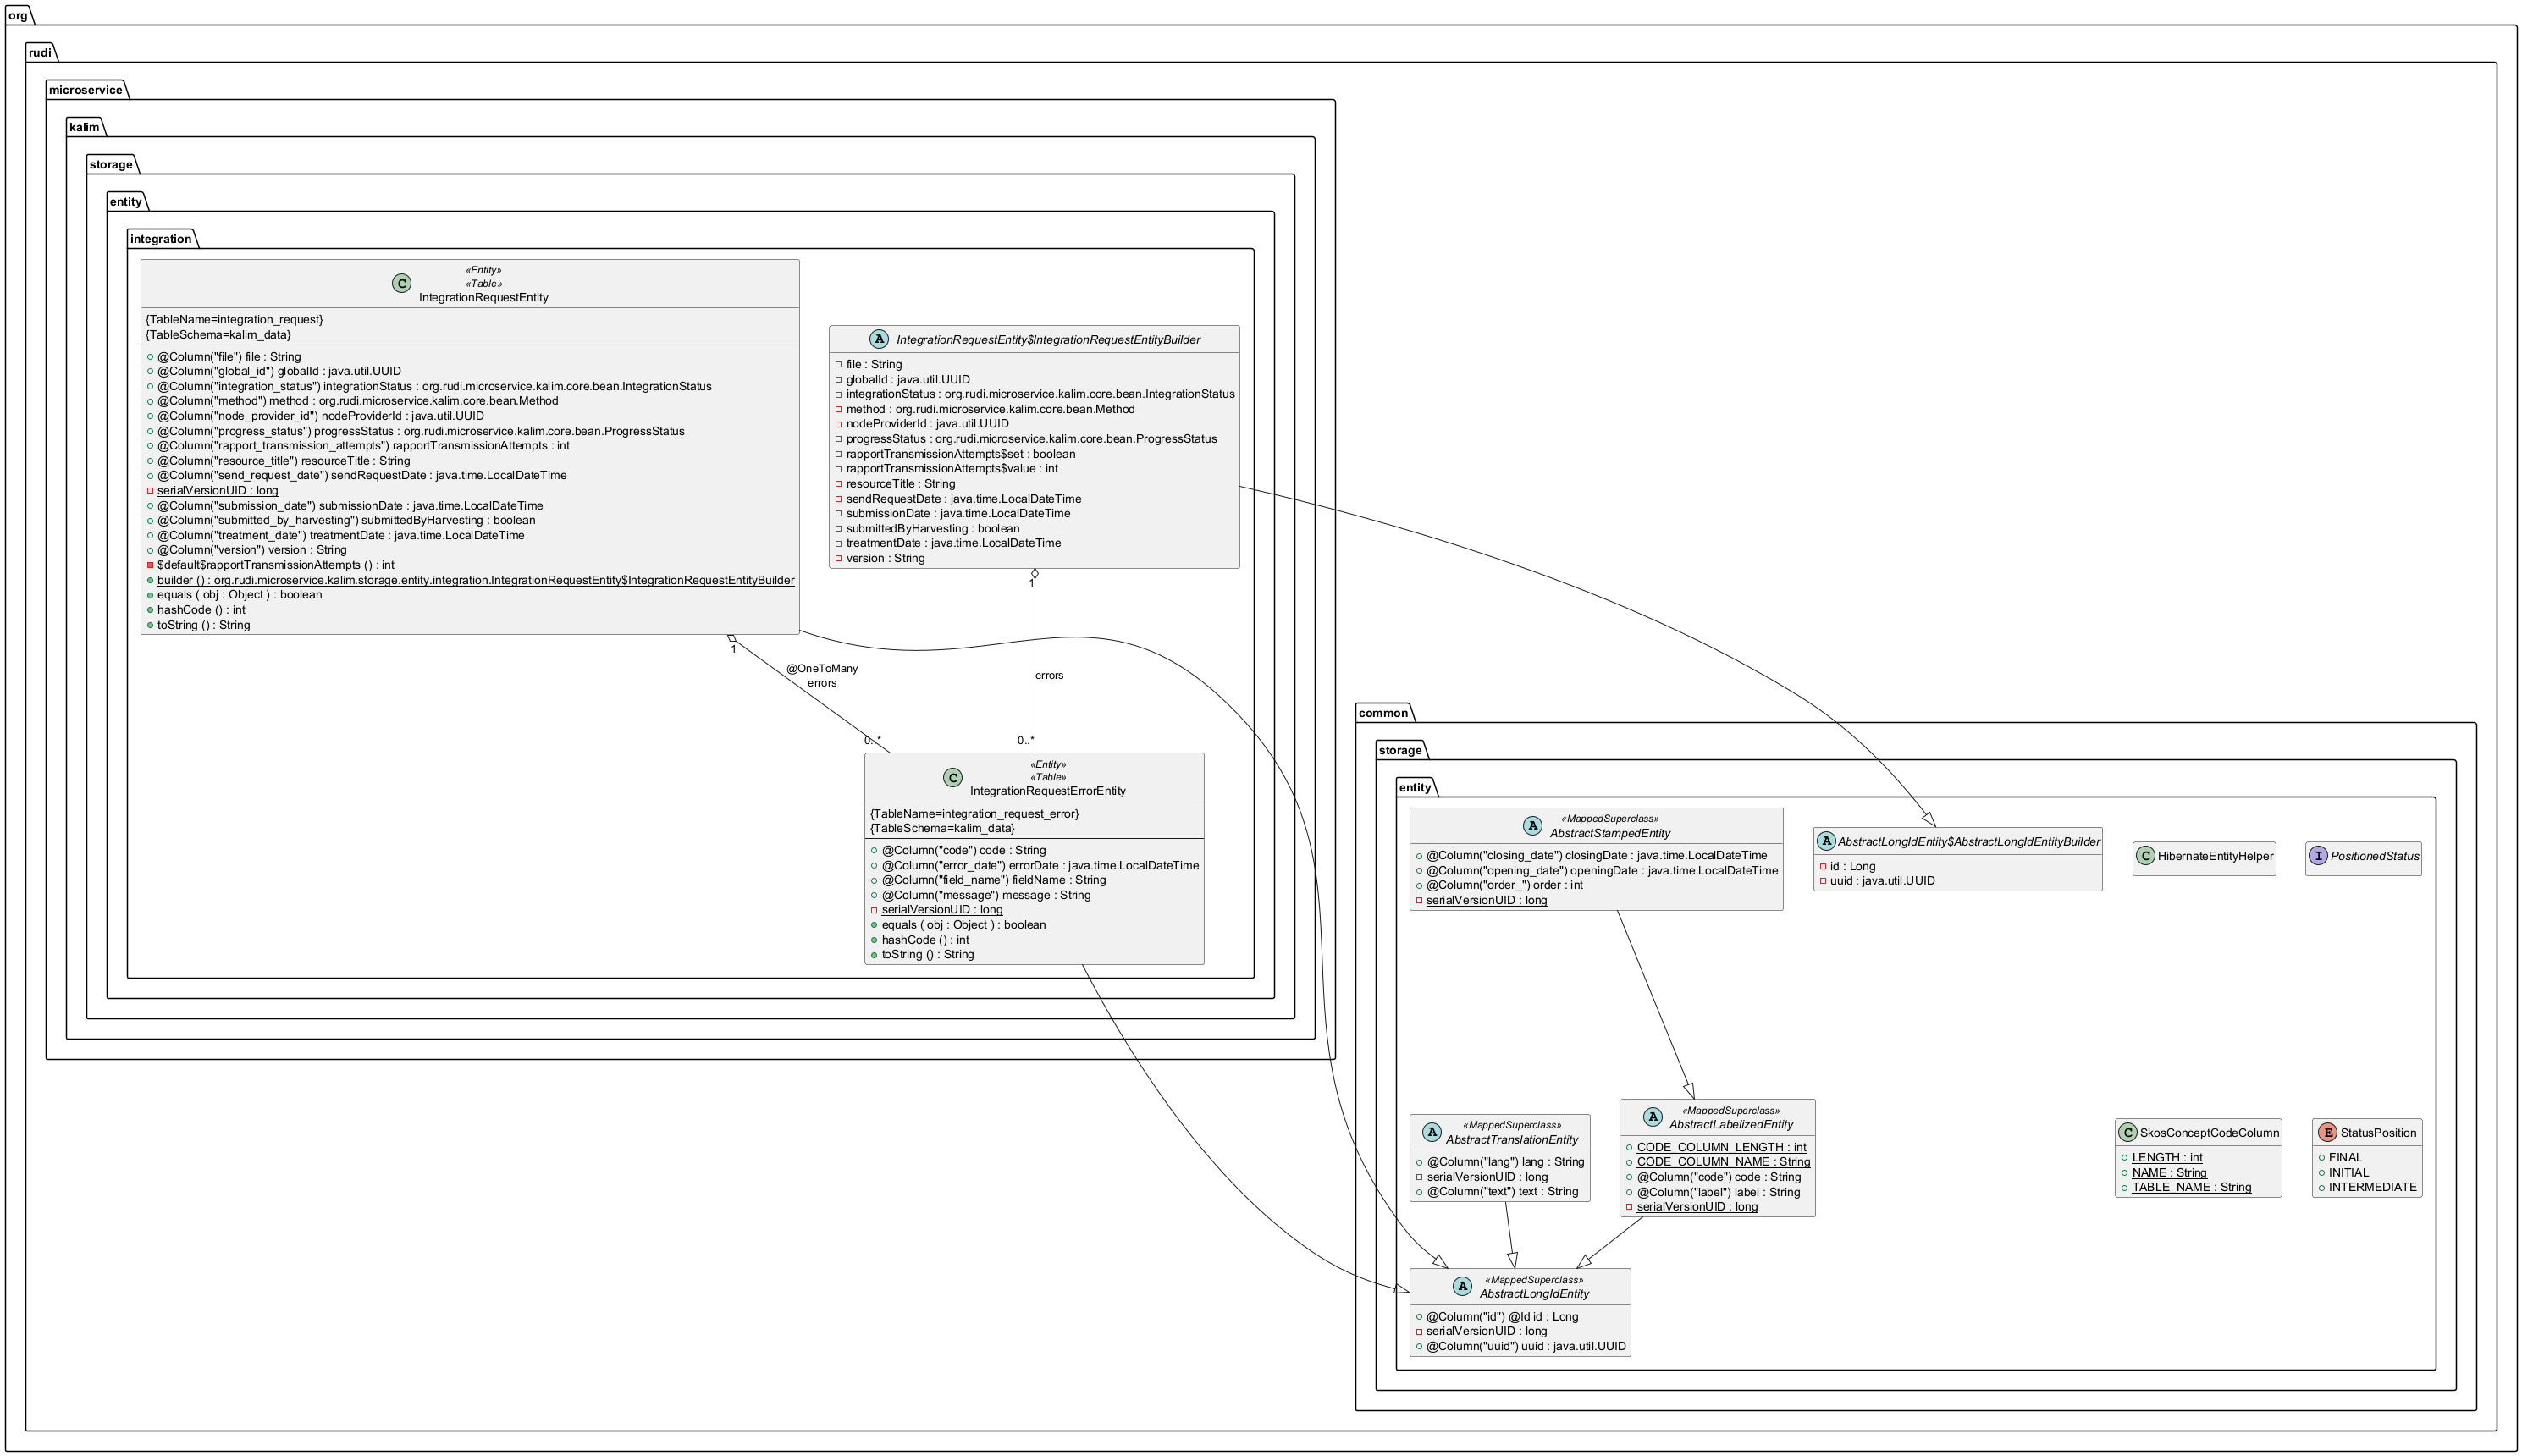 org
rudi
microservice
kalim
storage
entity
integration
«Entity»
«Table»
C
IntegrationRequestEntity
{TableName=integration_request}
{TableSchema=kalim_data}
@Column("file") file : String
@Column("global_id") globalId : java.util.UUID
@Column("integration_status") integrationStatus : org.rudi.microservice.kalim.core.bean.IntegrationStatus
@Column("method") method : org.rudi.microservice.kalim.core.bean.Method
@Column("node_provider_id") nodeProviderId : java.util.UUID
@Column("progress_status") progressStatus : org.rudi.microservice.kalim.core.bean.ProgressStatus
@Column("rapport_transmission_attempts") rapportTransmissionAttempts : int
@Column("resource_title") resourceTitle : String
@Column("send_request_date") sendRequestDate : java.time.LocalDateTime
serialVersionUID : long
@Column("submission_date") submissionDate : java.time.LocalDateTime
@Column("submitted_by_harvesting") submittedByHarvesting : boolean
@Column("treatment_date") treatmentDate : java.time.LocalDateTime
@Column("version") version : String
$default$rapportTransmissionAttempts () : int
builder () : org.rudi.microservice.kalim.storage.entity.integration.IntegrationRequestEntity$IntegrationRequestEntityBuilder
equals ( obj : Object ) : boolean
hashCode () : int
toString () : String
A IntegrationRequestEntity$IntegrationRequestEntityBuilder
file : String
globalId : java.util.UUID
integrationStatus : org.rudi.microservice.kalim.core.bean.IntegrationStatus
method : org.rudi.microservice.kalim.core.bean.Method
nodeProviderId : java.util.UUID
progressStatus : org.rudi.microservice.kalim.core.bean.ProgressStatus
rapportTransmissionAttempts$set : boolean
rapportTransmissionAttempts$value : int
resourceTitle : String
sendRequestDate : java.time.LocalDateTime
submissionDate : java.time.LocalDateTime
submittedByHarvesting : boolean
treatmentDate : java.time.LocalDateTime
version : String
1
1
@OneToMany
errors
errors
0..*
0..*
«Entity»
«Table»
C
IntegrationRequestErrorEntity
{TableName=integration_request_error}
{TableSchema=kalim_data}
@Column("code") code : String
@Column("error_date") errorDate : java.time.LocalDateTime
@Column("field_name") fieldName : String
@Column("message") message : String
serialVersionUID : long
equals ( obj : Object ) : boolean
hashCode () : int
toString () : String
common
storage
entity
«MappedSuperclass»
A
AbstractStampedEntity
@Column("closing_date") closingDate : java.time.LocalDateTime
@Column("opening_date") openingDate : java.time.LocalDateTime
@Column("order_") order : int
serialVersionUID : long
A AbstractLongIdEntity$AbstractLongIdEntityBuilder
id : Long
uuid : java.util.UUID
C HibernateEntityHelper
I PositionedStatus
«MappedSuperclass»
A
AbstractTranslationEntity
@Column("lang") lang : String
serialVersionUID : long
@Column("text") text : String
«MappedSuperclass»
A
AbstractLabelizedEntity
CODE_COLUMN_LENGTH : int
CODE_COLUMN_NAME : String
@Column("code") code : String
@Column("label") label : String
serialVersionUID : long
C SkosConceptCodeColumn
LENGTH : int
NAME : String
TABLE_NAME : String
E StatusPosition
FINAL
INITIAL
INTERMEDIATE
«MappedSuperclass»
A
AbstractLongIdEntity
@Column("id") @Id id : Long
serialVersionUID : long
@Column("uuid") uuid : java.util.UUID